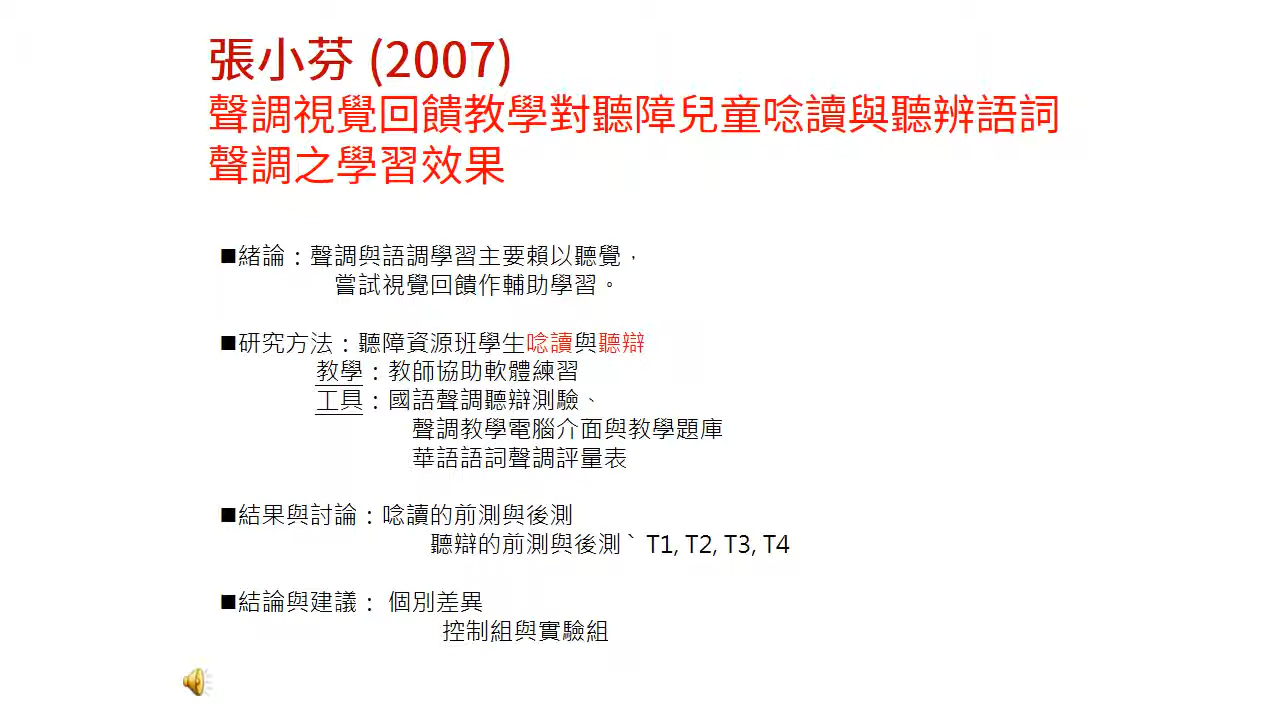 張小芬 (2007)
聲調視覺回饋教學對聽障兒童唸讀與聽辨語詞
聲調之學習效果
■緒論：聲調與語調學習主要賴以聽覺，
嘗試視覺回饋作輔助學習。
■研究方法：聽障資源班學生唸讀與聽辯
教學：教師協助軟體練習
工具：國語聲調聽辯測驗、
聲調教學電腦介面與教學題庫
華語語詞聲調評量表
■結果與討論：唸讀的前測與後測
聽辯的前測與後測` T1, T2, T3, T4
■結論與建議： 個別差異
控制組與實驗組